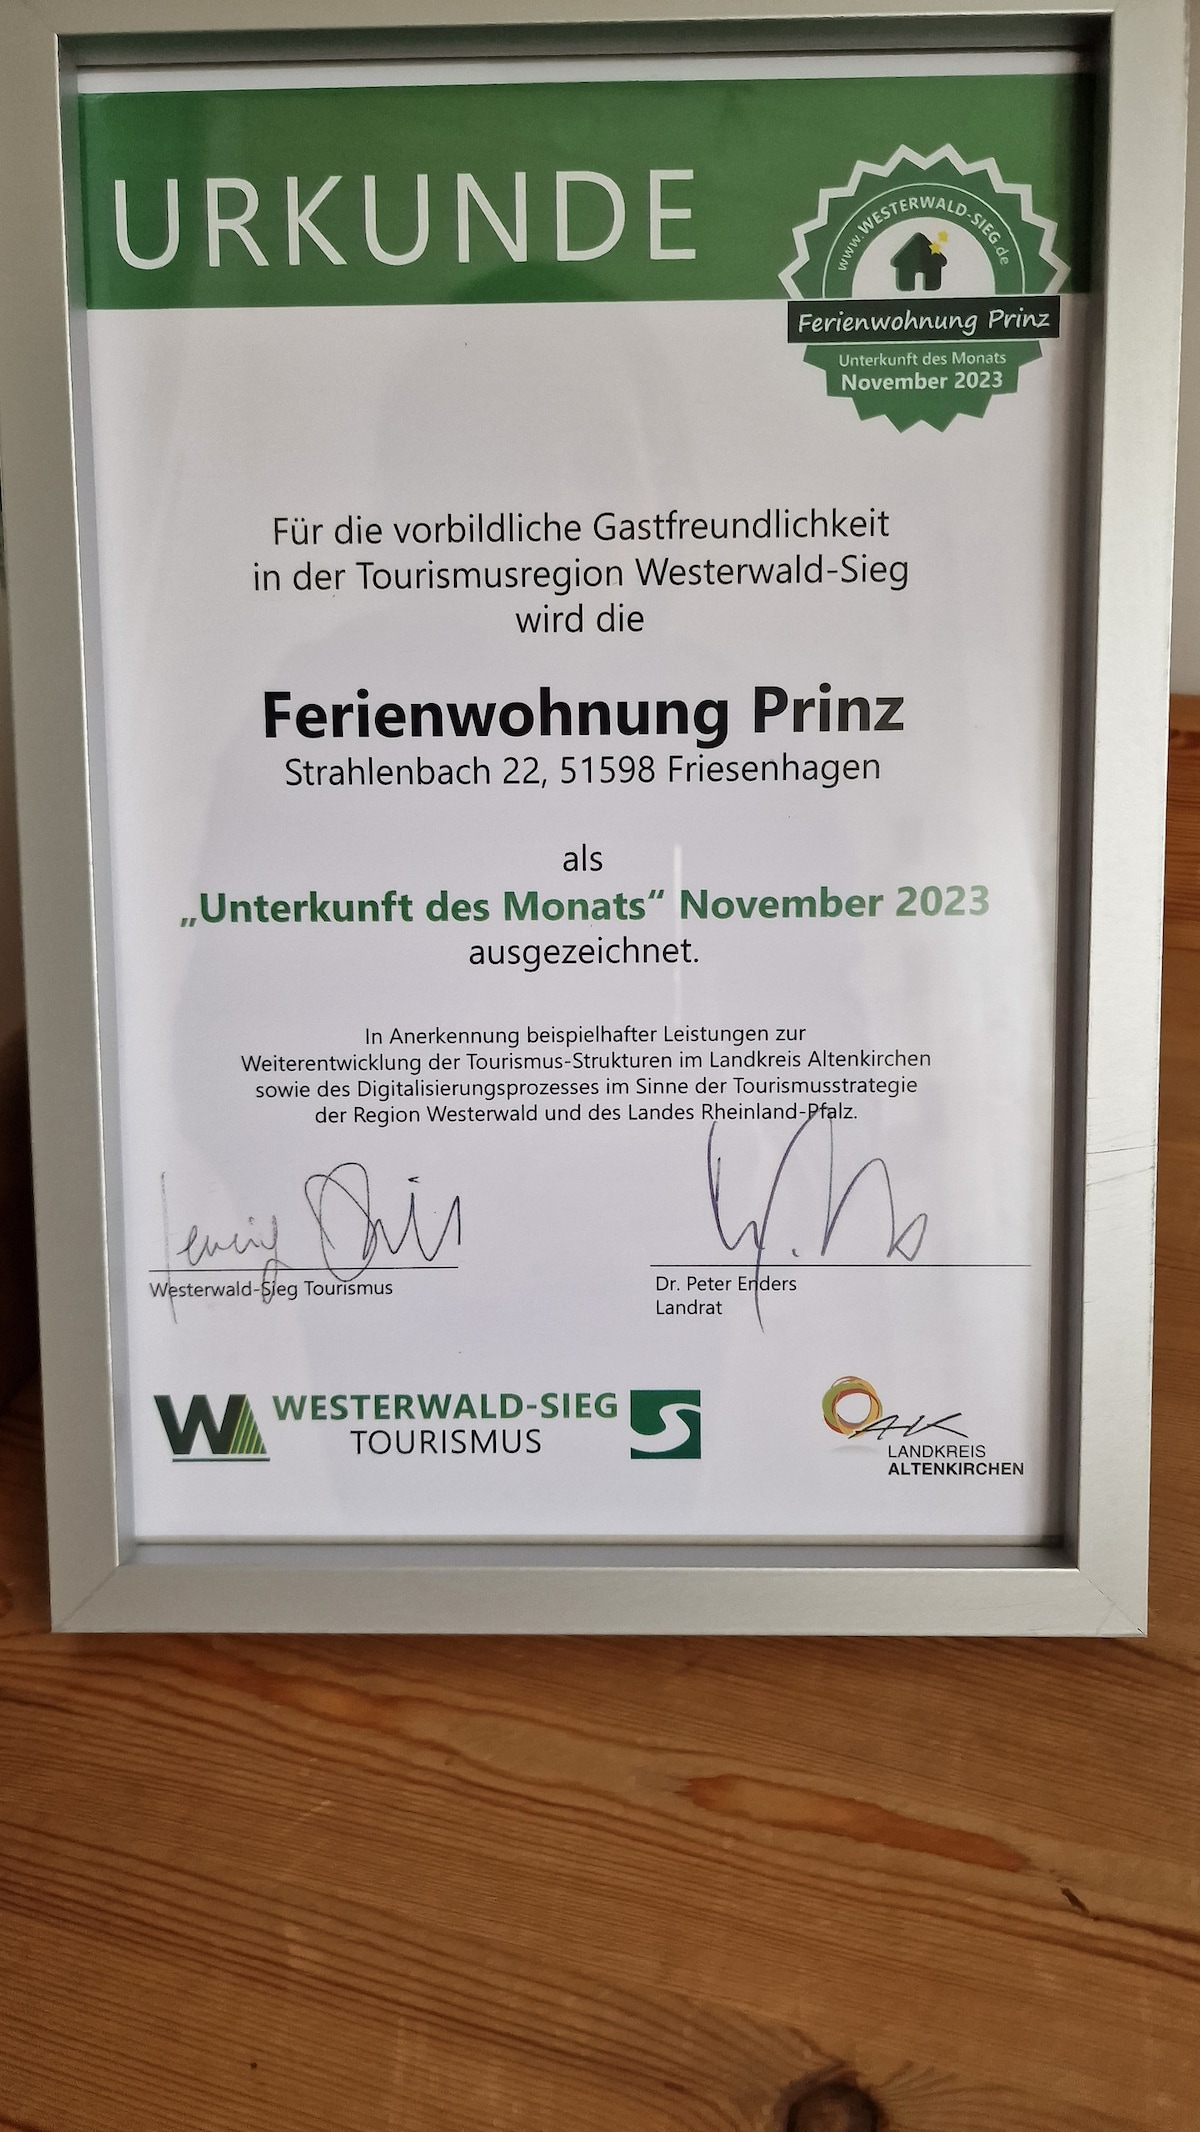 URKUNDE
www.WESTERWALD-SIEG.de
Ferienwohnung Prinz
Unterkunft des Monats
November 2023
Für die vorbildliche Gastfreundlichkeit
in der Tourismusregion Westerwald-Sieg
wird die
Ferienwohnung Prinz
Strahlenbach 22, 51598 Friesenhagen
als
„Unterkunft des Monats“ November 2023
ausgezeichnet.
In Anerkennung beispielhafter Leistungen zur
Weiterentwicklung der Tourismus-Strukturen im Landkreis Altenkirchen
sowie des Digitalisierungsprozesses im Sinne der Tourismusstrategie
der Region Westerwald und des Landes Rheinland-Pfalz.
Westerwald-Sieg Tourismus
Dr. Peter Enders
Landrat
W WESTERWALD-SIEG
TOURISMUS
AK
LANDKREIS
ALTENKIRCHEN